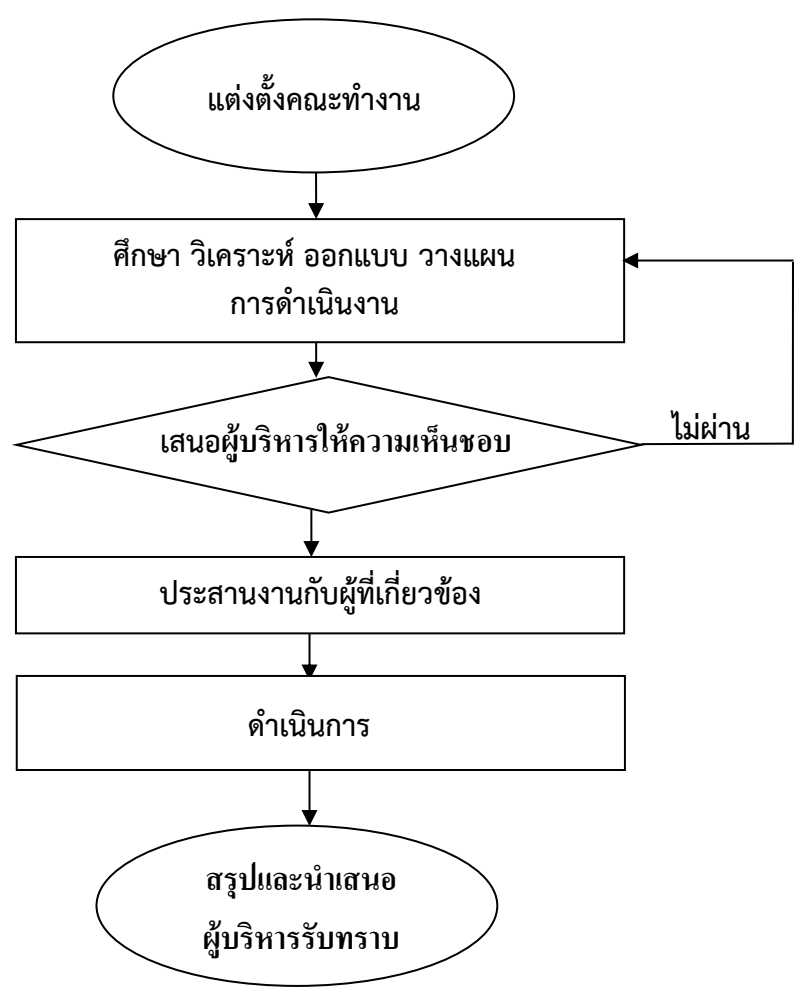 แต่งตั้งคณะทำงาน
ศึกษา วิเคราะห์ ออกแบบ วางแผน
การดำเนินงาน
เสนอผู้บริหารให้ความเห็นชอบ
ไม่ผ่าน
ประสานงานกับผู้ที่เกี่ยวข้อง
ดำเนินการ
สรุปและนำเสนอ
ผู้บริหารรับทราบ